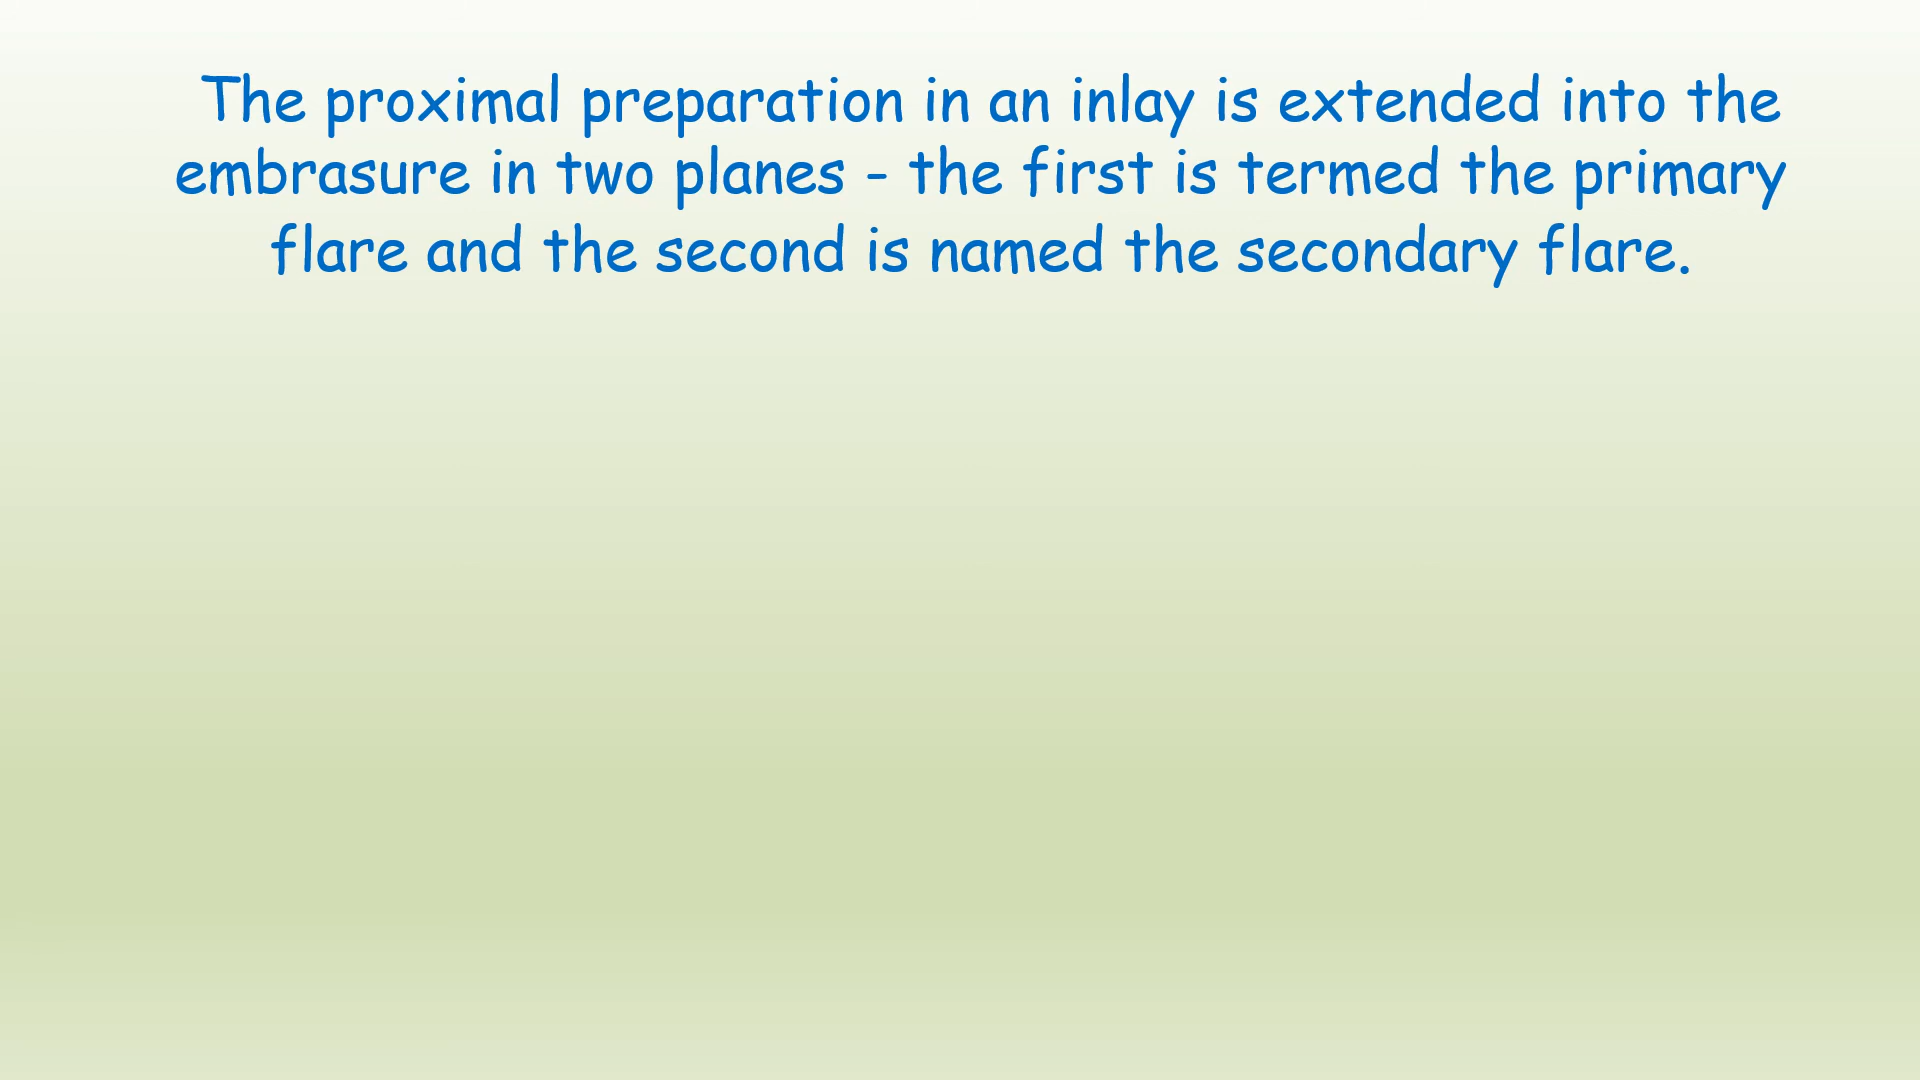 The proximal preparation in an inlay is extended into the
embrasure in two planes - the first is termed the primary
flare and the second is named the secondary flare.